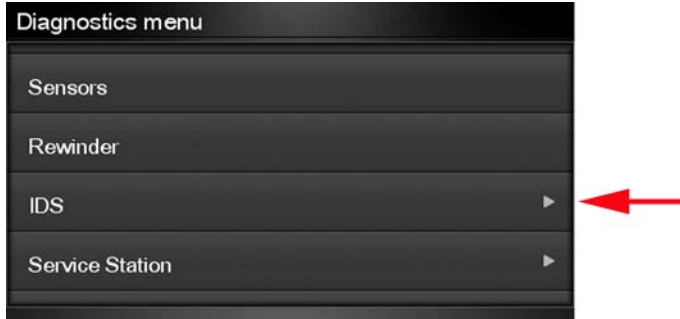 Diagnostics menu
Sensors
Rewinder
IDS
Service Station